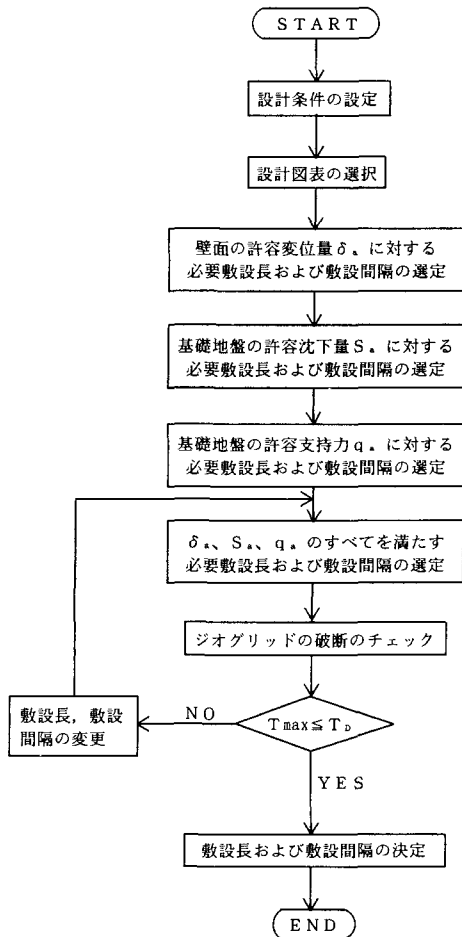 START
設計条件の設定
設計図表の選択
壁面の許容変位量δaに対する
必要敷設長および敷設間隔の選定
基礎地盤の許容沈下量Saに対する
必要敷設長および敷設間隔の選定
基礎地盤の許容支持力qaに対する
必要敷設長および敷設間隔の選定
δa、Sa、qaのすべてを満たす
必要敷設長および敷設間隔の選定
ジオグリッドの破断のチェック
敷設長，敷設
間隔の変更
NO
Tmax≦TD
YES
敷設長および敷設間隔の決定
END